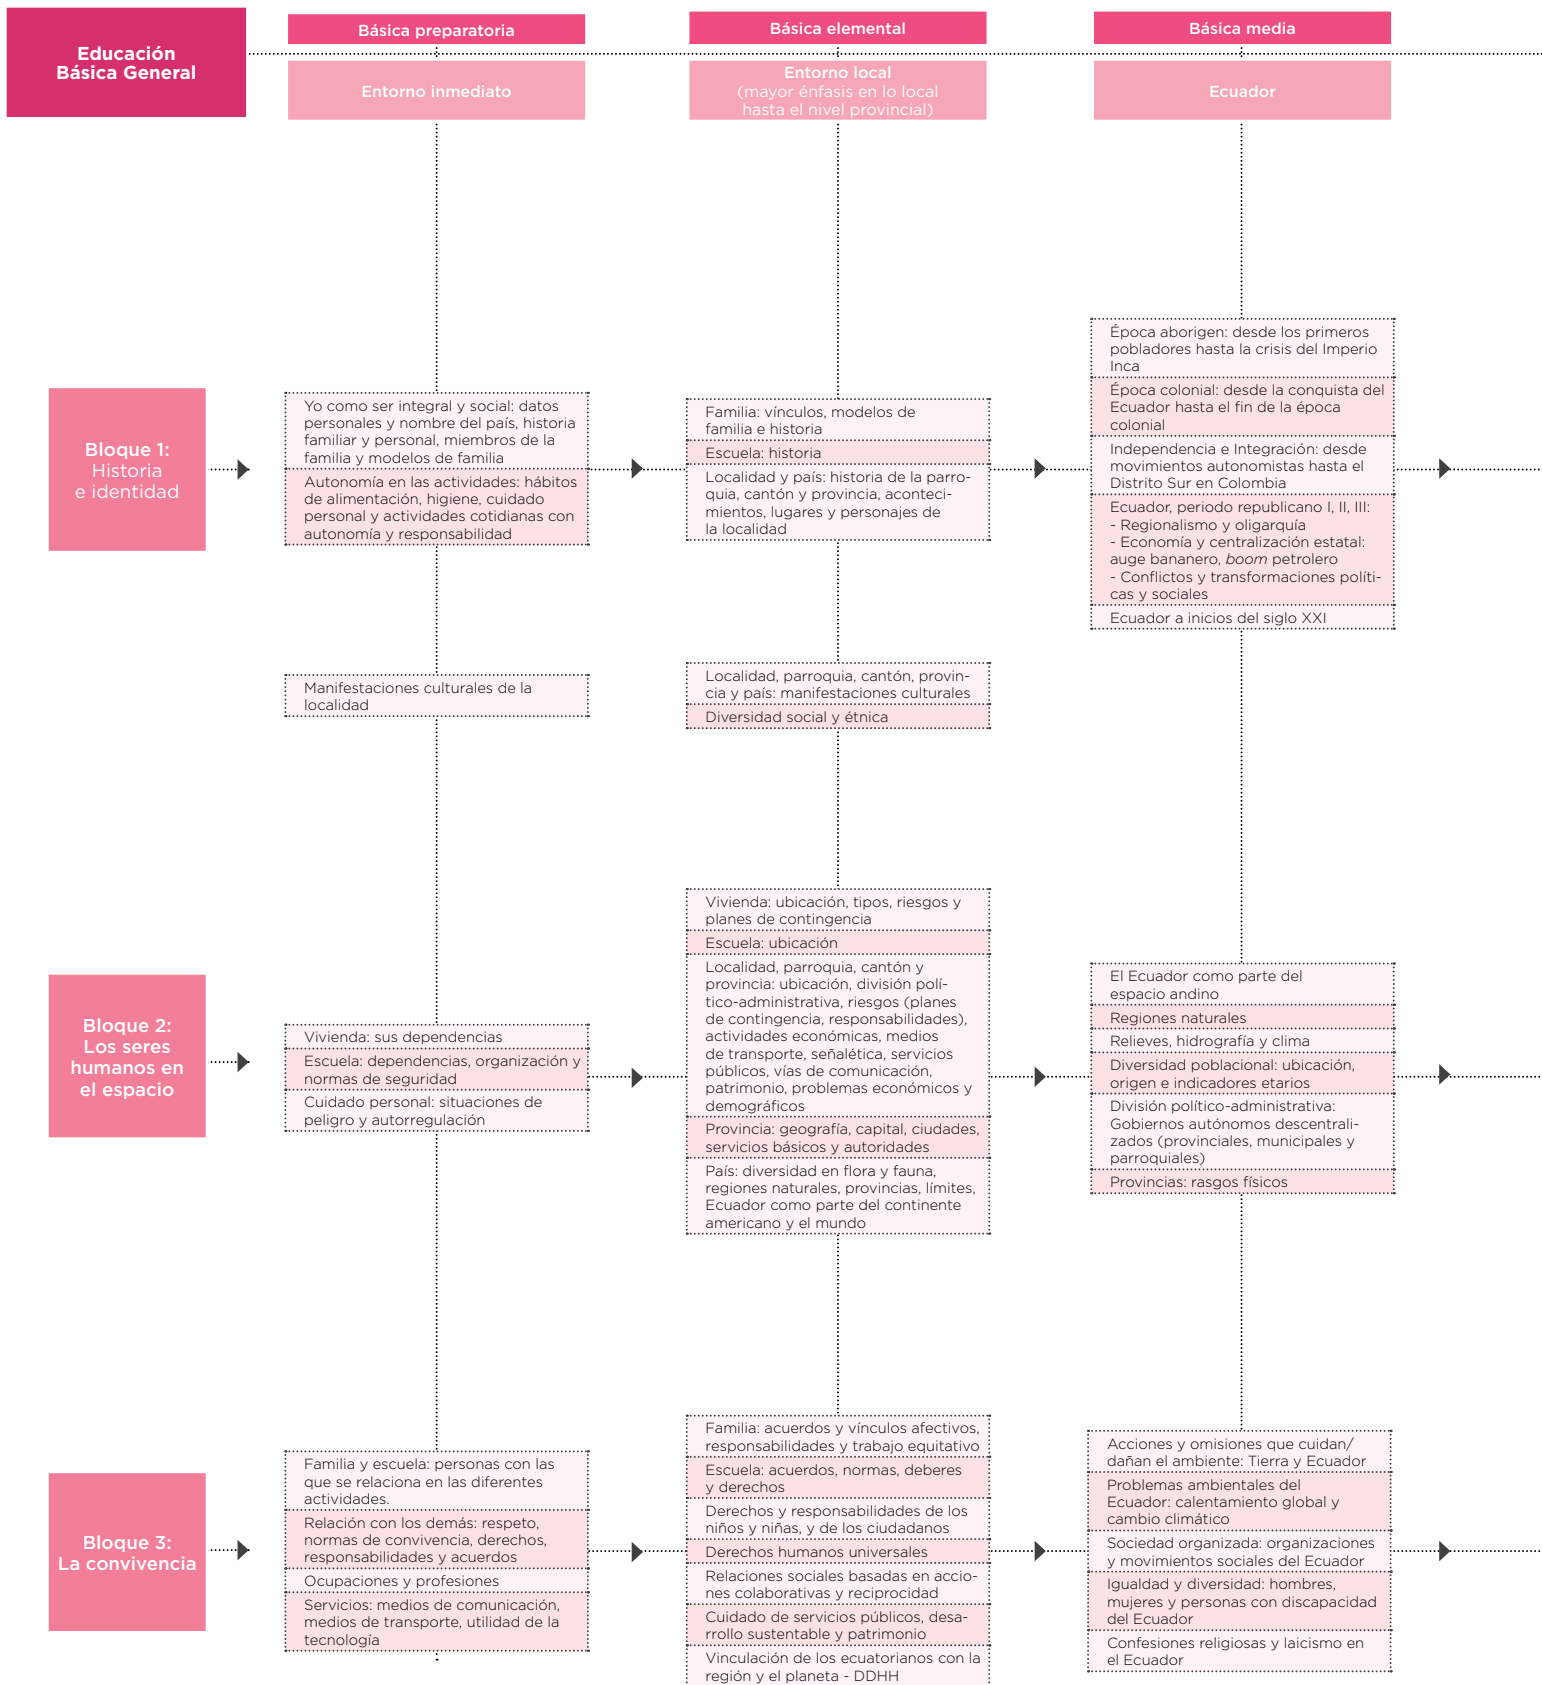 Educación
Básica General
Básica preparatoria
Básica elemental
Básica media
Entorno inmediato
Entorno local
(mayor énfasis en lo local
hasta el nivel provincial)
Ecuador
Bloque 1:
Historia
e identidad
Yo como ser integral y social: datos
personales y nombre del país, historia
familiar y personal, miembros de la
familia y modelos de familia
Autonomía en las actividades: hábitos
de alimentación, higiene, cuidado
personal y actividades cotidianas con
autonomía y responsabilidad
Familia: vínculos, modelos de
familia e historia
Escuela: historia
Localidad y país: historia de la parro-
quia, cantón y provincia, aconteci-
mientos, lugares y personajes de
la localidad
Época aborigen: desde los primeros
pobladores hasta la crisis del Imperio
Inca
Época colonial: desde la conquista del
Ecuador hasta el fin de la época
colonial
Independencia e Integración: desde
movimientos autonomistas hasta el
Distrito Sur en Colombia
Ecuador, periodo republicano I, II, III:
- Regionalismo y oligarquía
- Economía y centralización estatal:
auge bananero, boom petrolero
- Conflictos y transformaciones políti-
cas y sociales
Ecuador a inicios del siglo XXI
Manifestaciones culturales de la
localidad
Localidad, parroquia, cantón, provin-
cia y país: manifestaciones culturales
Diversidad social y étnica
Bloque 2:
Los seres
humanos en
el espacio
Vivienda: sus dependencias
Escuela: dependencias, organización y
normas de seguridad
Cuidado personal: situaciones de
peligro y autorregulación
Vivienda: ubicación, tipos, riesgos y
planes de contingencia
Escuela: ubicación
Localidad, parroquia, cantón y
provincia: ubicación, división polí-
tico-administrativa, riesgos (planes
de contingencia, responsabilidades),
actividades económicas, medios
de transporte, señalética, servicios
públicos, vías de comunicación,
patrimonio, problemas económicos y
demográficos
Provincia: geografía, capital, ciudades,
servicios básicos y autoridades
País: diversidad en flora y fauna,
regiones naturales, provincias, límites,
Ecuador como parte del continente
americano y el mundo
El Ecuador como parte del
espacio andino
Regiones naturales
Relieves, hidrografía y clima
Diversidad poblacional: ubicación,
origen e indicadores etarios
División político-administrativa:
Gobiernos autónomos descentrali-
zados (provinciales, municipales y
parroquiales)
Provincias: rasgos físicos
Bloque 3:
La convivencia
Familia y escuela: personas con las
que se relaciona en las diferentes
actividades.
Relación con los demás: respeto,
normas de convivencia, derechos,
responsabilidades y acuerdos
Ocupaciones y profesiones
Servicios: medios de comunicación,
medios de transporte, utilidad de la
tecnología
Familia: acuerdos y vínculos afectivos,
responsabilidades y trabajo equitativo
Escuela: acuerdos, normas, deberes
y derechos
Derechos y responsabilidades de los
niños y niñas, y de los ciudadanos
Derechos humanos universales
Relaciones sociales basadas en accio-
nes colaborativas y reciprocidad
Cuidado de servicios públicos, desa-
rrollo sustentable y patrimonio
Vinculación de los ecuatorianos con la
región y el planeta - DDHH
Acciones y omisiones que cuidan/
dañan el ambiente: Tierra y Ecuador
Problemas ambientales del
Ecuador: calentamiento global y
cambio climático
Sociedad organizada: organizaciones
y movimientos sociales del Ecuador
Igualdad y diversidad: hombres,
mujeres y personas con discapacidad
del Ecuador
Confesiones religiosas y laicismo en
el Ecuador